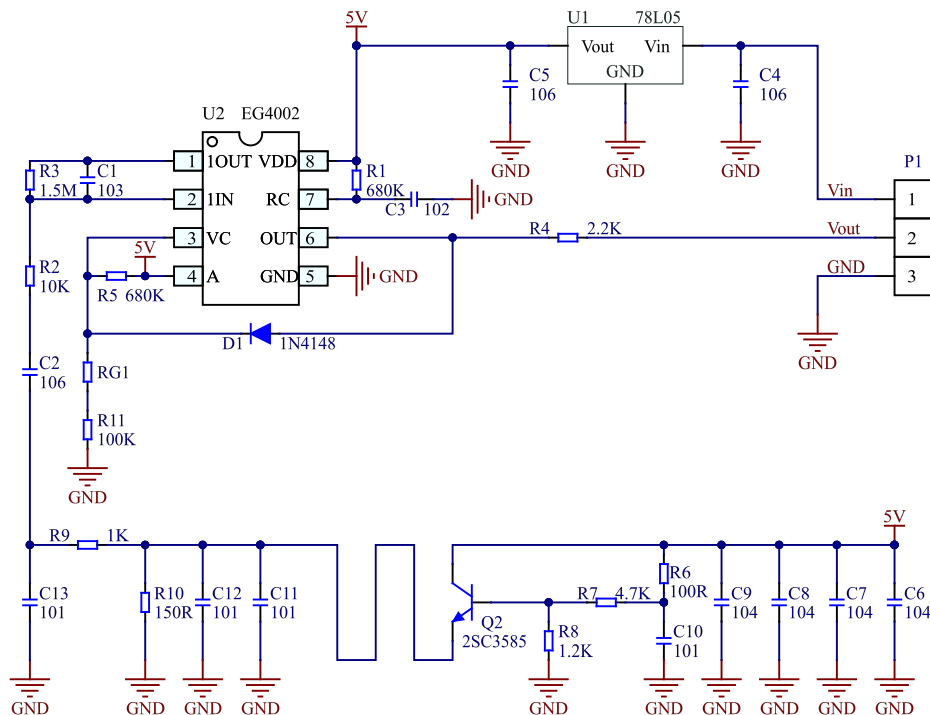 5V
U1 78L05
Vout Vin
GND
C5
106
C4
106
GND
GND
GND
U2 EG4002
1 1OUT VDD 8
2 1IN RC 7
3 VC OUT 6
4 A GND 5
R3
1.5M
C1
103
R1
680K
C3 102
GND
P1
Vin 1
Vout 2
GND 3
R4 2.2K
5V
GND
R2
10K
R5 680K
D1 1N4148
GND
C2
106
RG1
R11
100K
GND
R9 1K
5V
C13
101
R10
150R
C12
101
C11
101
Q2
2SC3585
R7 4.7K
R6
100R
R8
1.2K
C10
101
C9
104
C8
104
C7
104
C6
104
GND
GND
GND
GND
GND
GND
GND
GND
GND
GND